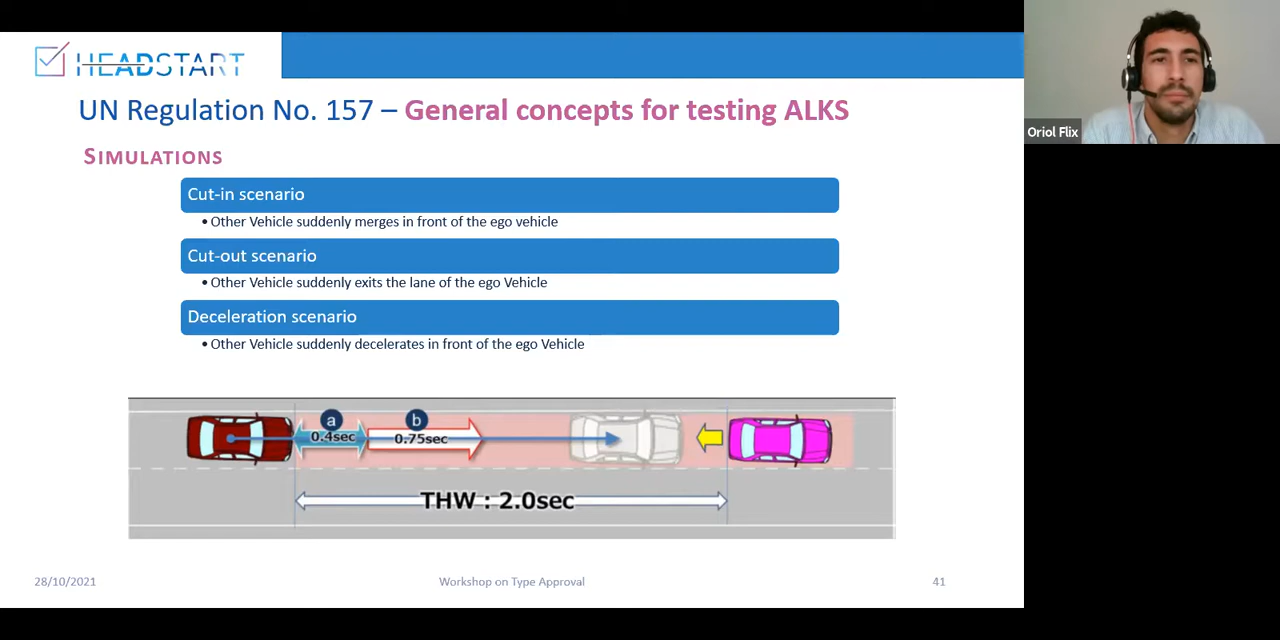 HEADSTART
UN Regulation No. 157 – General concepts for testing ALKS
SIMULATIONS
Cut-in scenario
• Other Vehicle suddenly merges in front of the ego vehicle
Cut-out scenario
• Other Vehicle suddenly exits the lane of the ego Vehicle
Deceleration scenario
• Other Vehicle suddenly decelerates in front of the ego Vehicle
a b
0.4sec 0.75sec
THW : 2.0sec
28/10/2021 Workshop on Type Approval 41
Oriol Flix